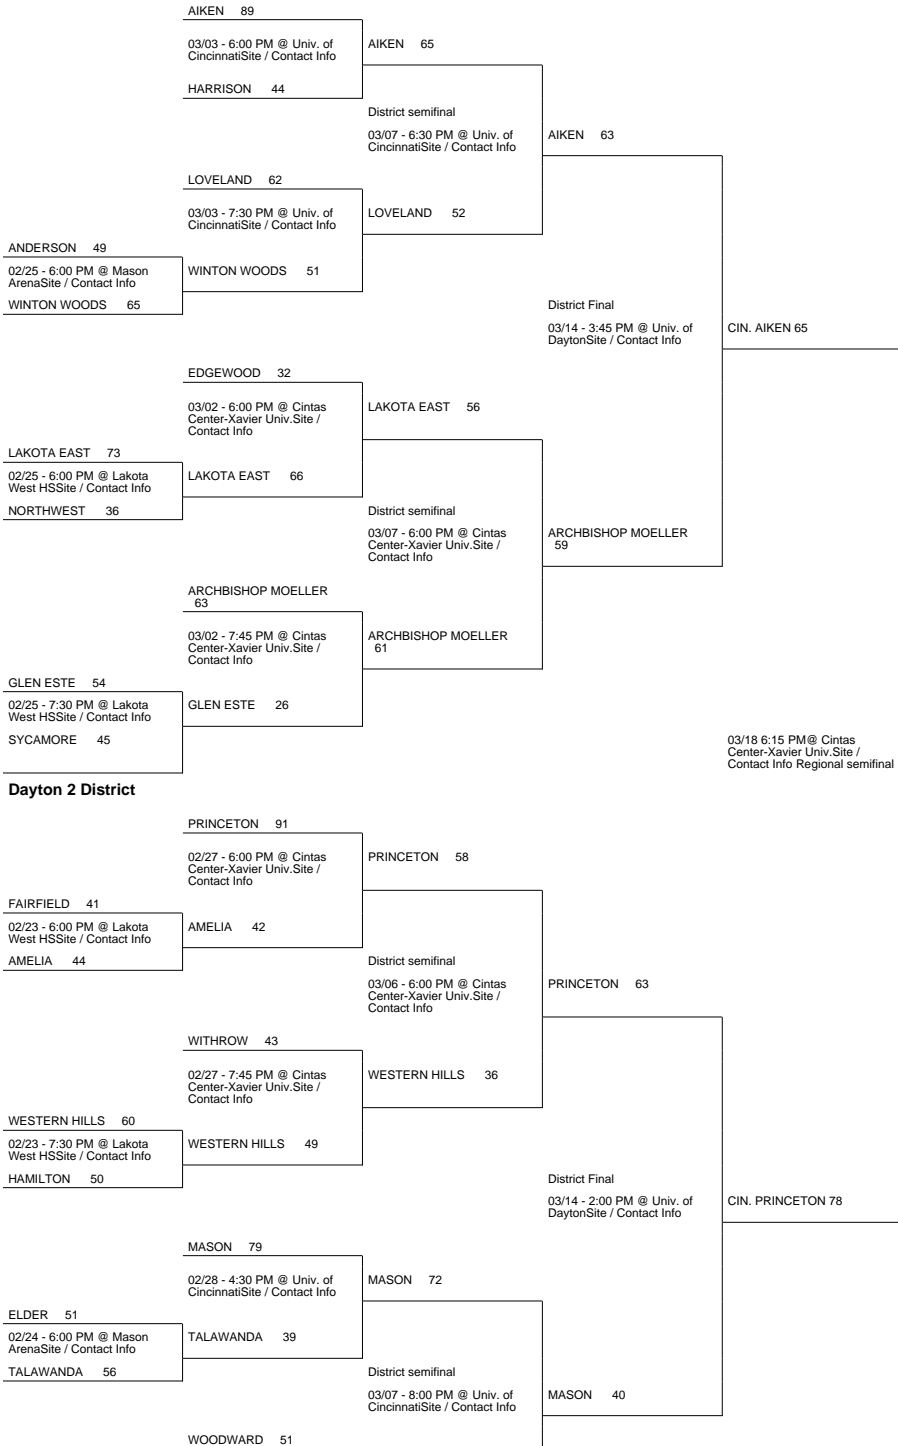 AIKEN 89
03/03 - 6:00 PM @ Univ. of
CincinnatiSite / Contact Info
AIKEN 65
HARRISON 44
District semifinal
03/07 - 6:30 PM @ Univ. of
CincinnatiSite / Contact Info
AIKEN 63
LOVELAND 62
03/03 - 7:30 PM @ Univ. of
CincinnatiSite / Contact Info
LOVELAND 52
ANDERSON 49
02/25 - 6:00 PM @ Mason
ArenaSite / Contact Info
WINTON WOODS 51
WINTON WOODS 65
District Final
03/14 - 3:45 PM @ Univ. of
DaytonSite / Contact Info
CIN. AIKEN 65
EDGEWOOD 32
03/02 - 6:00 PM @ Cintas
Center-Xavier Univ.Site /
Contact Info
LAKOTA EAST 56
LAKOTA EAST 73
02/25 - 6:00 PM @ Lakota
West HSSite / Contact Info
LAKOTA EAST 66
NORTHWEST 36
District semifinal
03/07 - 6:00 PM @ Cintas
Center-Xavier Univ.Site /
Contact Info
ARCHBISHOP MOELLER
59
ARCHBISHOP MOELLER
63
03/02 - 7:45 PM @ Cintas
Center-Xavier Univ.Site /
Contact Info
ARCHBISHOP MOELLER
61
GLEN ESTE 54
02/25 - 7:30 PM @ Lakota
West HSSite / Contact Info
GLEN ESTE 26
SYCAMORE 45
03/18 6:15 PM@ Cintas
Center-Xavier Univ.Site /
Contact Info Regional semifinal
Dayton 2 District
PRINCETON 91
02/27 - 6:00 PM @ Cintas
Center-Xavier Univ.Site /
Contact Info
PRINCETON 58
FAIRFIELD 41
02/23 - 6:00 PM @ Lakota
West HSSite / Contact Info
AMELIA 42
AMELIA 44
District semifinal
03/06 - 6:00 PM @ Cintas
Center-Xavier Univ.Site /
Contact Info
PRINCETON 63
WITHROW 43
02/27 - 7:45 PM @ Cintas
Center-Xavier Univ.Site /
Contact Info
WESTERN HILLS 36
WESTERN HILLS 60
02/23 - 7:30 PM @ Lakota
West HSSite / Contact Info
WESTERN HILLS 49
HAMILTON 50
District Final
03/14 - 2:00 PM @ Univ. of
DaytonSite / Contact Info
CIN. PRINCETON 78
MASON 79
02/28 - 4:30 PM @ Univ. of
CincinnatiSite / Contact Info
MASON 72
ELDER 51
02/24 - 6:00 PM @ Mason
ArenaSite / Contact Info
TALAWANDA 39
TALAWANDA 56
District semifinal
03/07 - 8:00 PM @ Univ. of
CincinnatiSite / Contact Info
MASON 40
WOODWARD 51